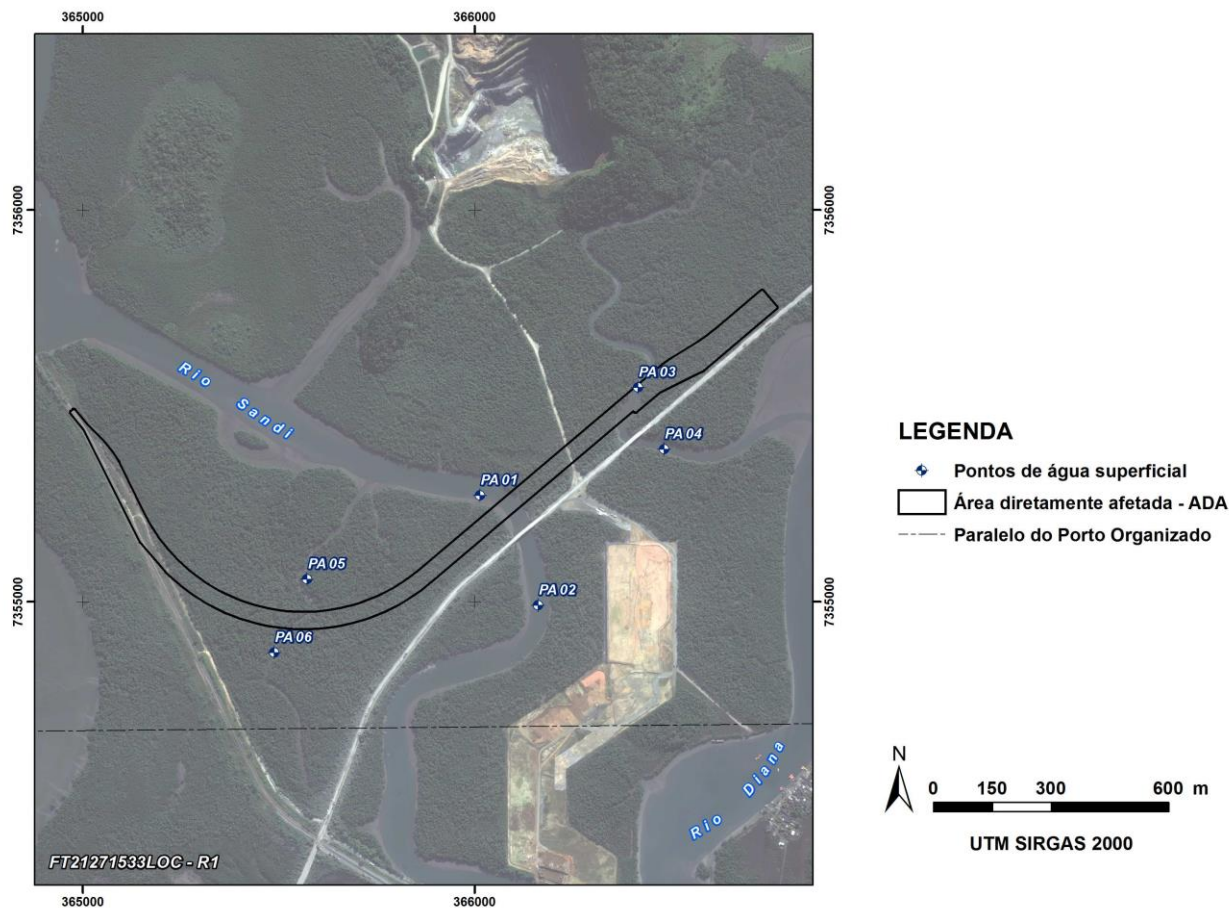 365000
366000
7356000
7356000
Rio
Sandi
PA 03
PA 04
PA 01
PA 05
PA 02
PA 06
7355000
7355000
Rio Diana
FT21271533LOC - R1
365000
366000
LEGENDA
Pontos de água superficial
Área diretamente afetada - ADA
Paralelo do Porto Organizado
N
0 150 300 600 m
UTM SIRGAS 2000